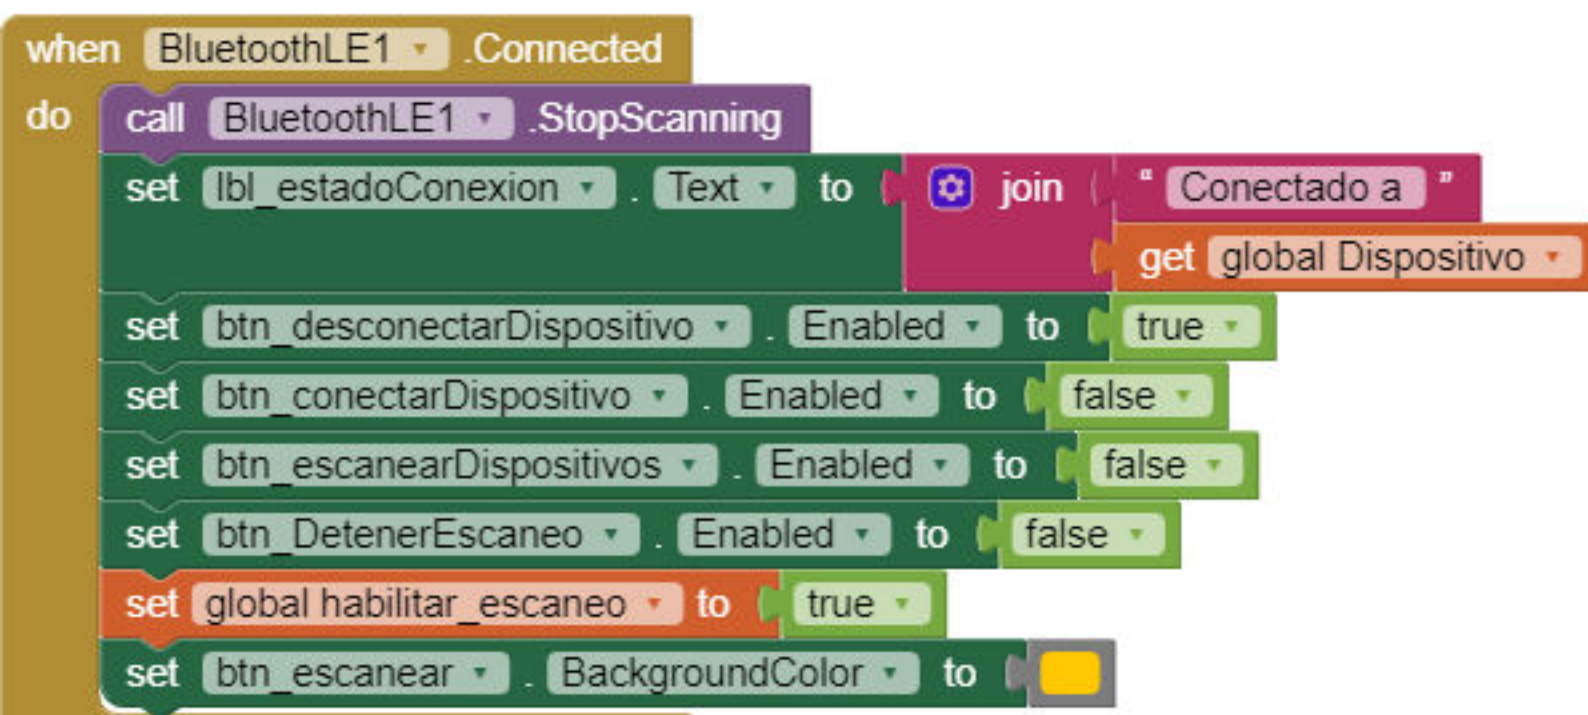 when BluetoothLE1 .Connected
do call BluetoothLE1 .StopScanning
set lbl_estadoConexion . Text to join " Conectado a "
get global Dispositivo
set btn_desconectarDispositivo . Enabled to true
set btn_conectarDispositivo . Enabled to false
set btn_escanearDispositivos . Enabled to false
set btn_DetenerEscaneo . Enabled to false
set global habilitar_escaneo to true
set btn_escanear . BackgroundColor to